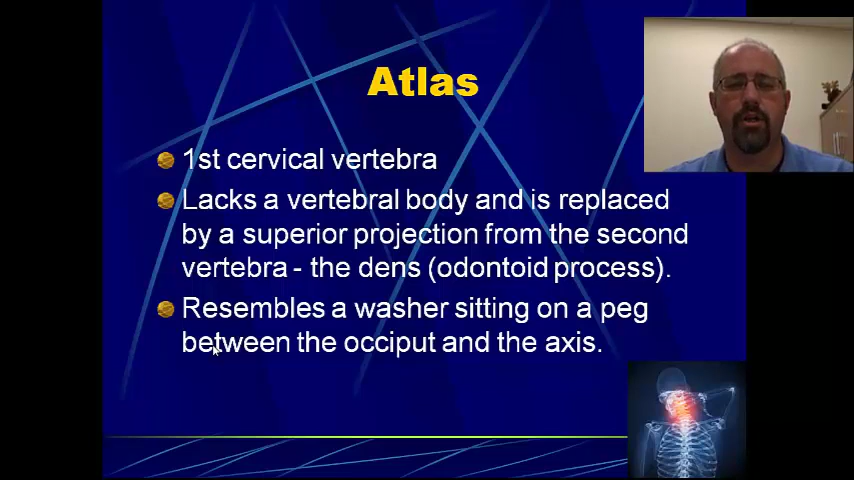 Atlas
1st cervical vertebra
Lacks a vertebral body and is replaced
by a superior projection from the second
vertebra - the dens (odontoid process).
Resembles a washer sitting on a peg
between the occiput and the axis.